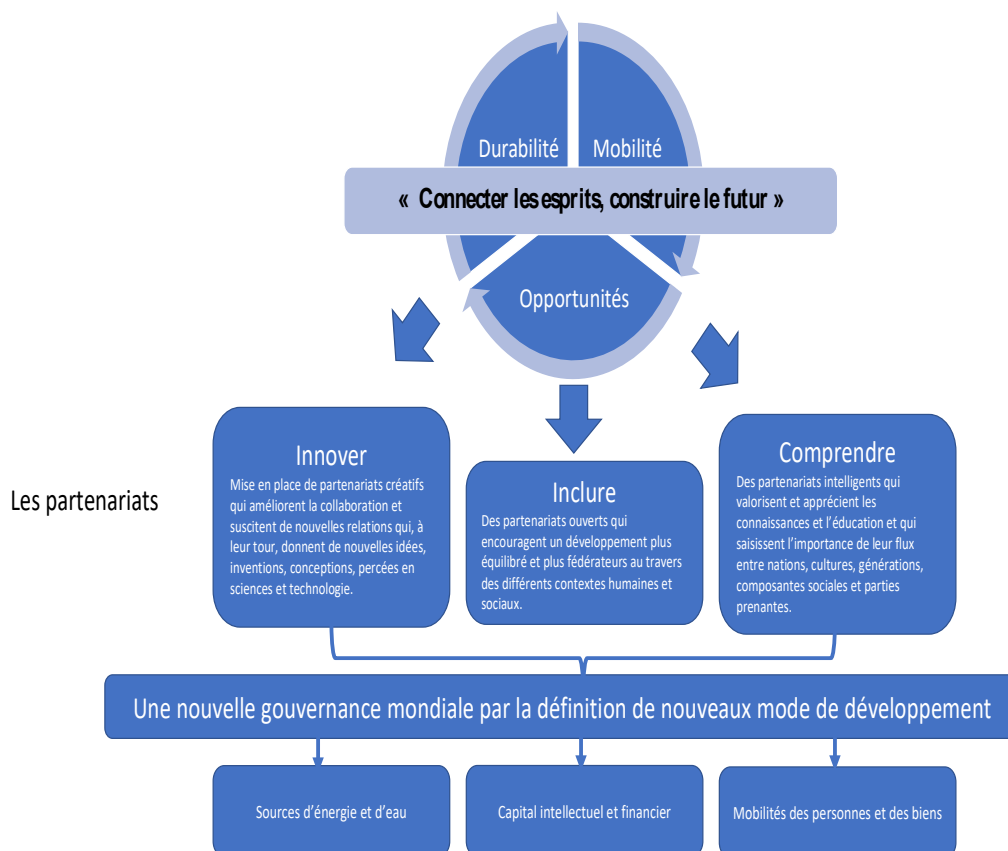 Durabilité
Mobilité
« Connecter les esprits, construire le futur »
Opportunités
Les partenariats
Innover
Mise en place de partenariats créatifs
qui améliorent la collaboration et
suscitent de nouvelles relations qui, à
leur tour, donnent de nouvelles idées,
inventions, conceptions, percées en
sciences et technologie.
Inclure
Des partenariats ouverts qui
encouragent un développement plus
équilibré et plus fédérateurs au travers
des différents contextes humaines et
sociaux.
Comprendre
Des partenariats intelligents qui
valorisent et apprécient les
connaissances et l’éducation et qui
saisissent l’importance de leur flux
entre nations, cultures, générations,
composantes sociales et parties
prenantes.
Une nouvelle gouvernance mondiale par la définition de nouveaux mode de développement
Sources d’énergie et d’eau
Capital intellectuel et financier
Mobilités des personnes et des biens